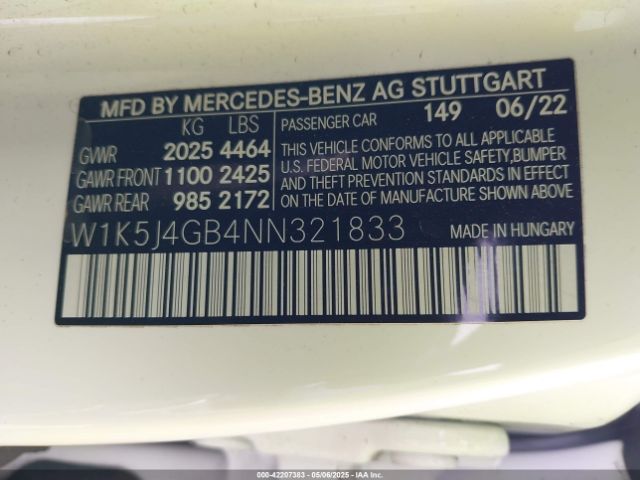 MFD BY MERCEDES-BENZ AG STUTTGART
KG LBS PASSENGER CAR 149 06/22
GVWR 2025 4464 THIS VEHICLE CONFORMS TO ALL APPLICABLE
U.S. FEDERAL MOTOR VEHICLE SAFETY,BUMPER
GAWR FRONT 1100 2425 AND THEFT PREVENTION STANDARDS IN EFFECT
GAWR REAR 985 2172 ON THE DATE OF MANUFACTURE SHOWN ABOVE
W1K5J4GB4NN321833 MADE IN HUNGARY
000-42207383 - 05/06/2025 - IAA Inc.